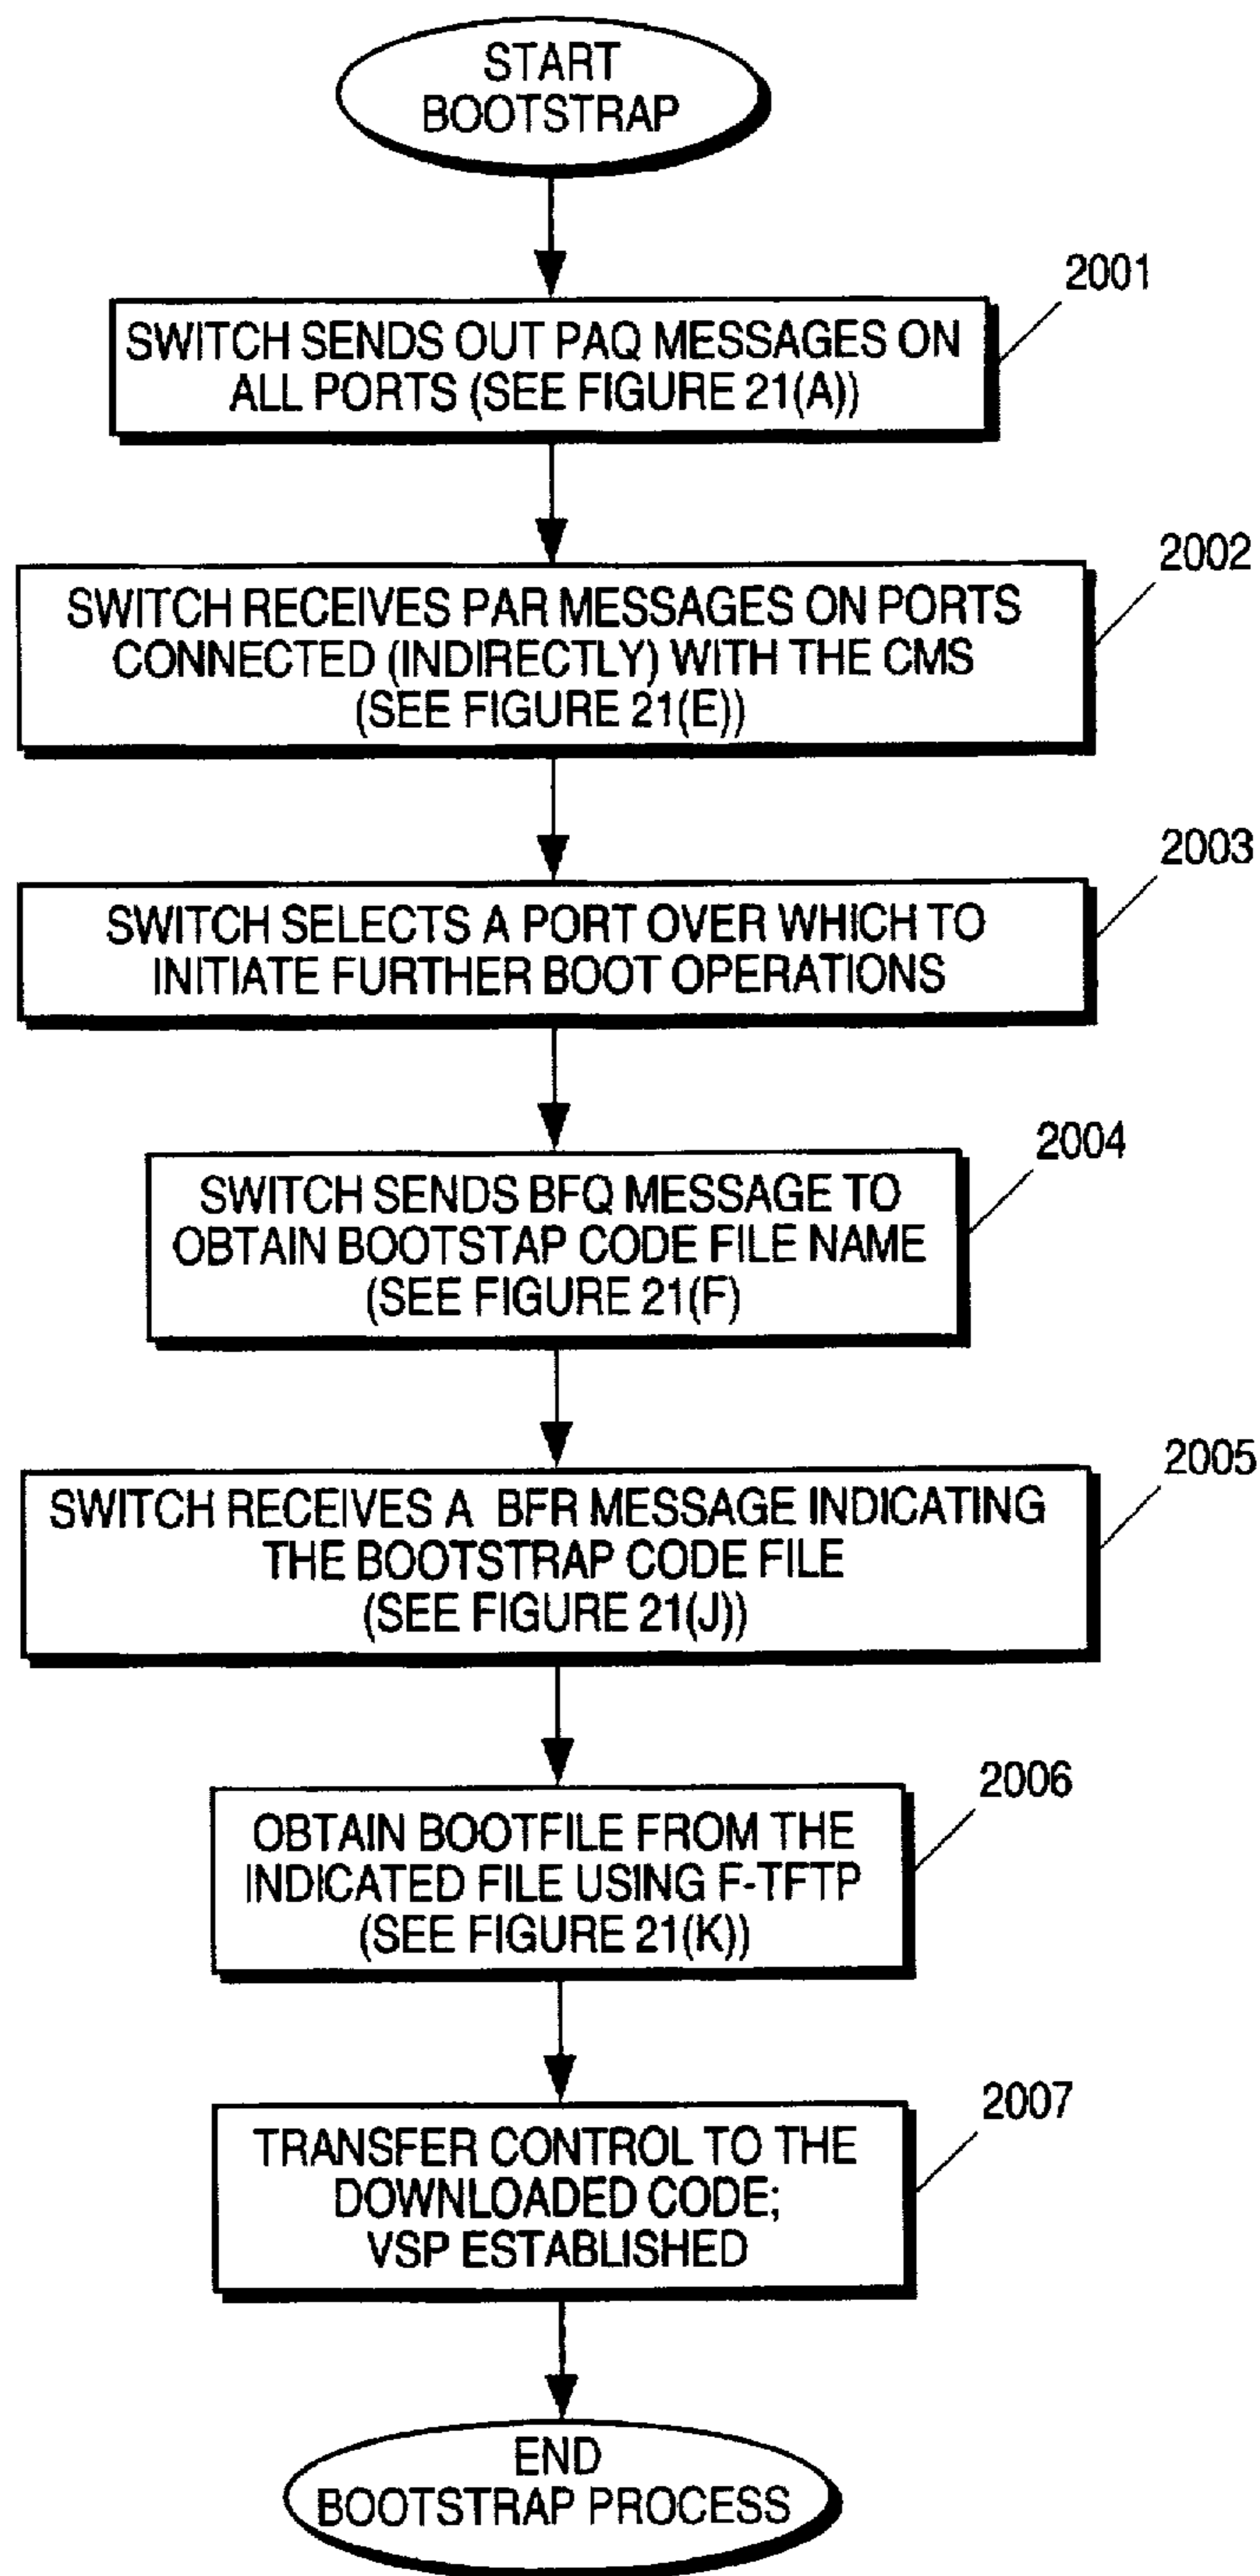 START
BOOTSTRAP
2001
SWITCH SENDS OUT PAQ MESSAGES ON
ALL PORTS (SEE FIGURE 21(A))
2002
SWITCH RECEIVES PAR MESSAGES ON PORTS
CONNECTED (INDIRECTLY) WITH THE CMS
(SEE FIGURE 21(E))
2003
SWITCH SELECTS A PORT OVER WHICH TO
INITIATE FURTHER BOOT OPERATIONS
2004
SWITCH SENDS BFQ MESSAGE TO
OBTAIN BOOTSTAP CODE FILE NAME
(SEE FIGURE 21(F)
2005
SWITCH RECEIVES A BFR MESSAGE INDICATING
THE BOOTSTRAP CODE FILE
(SEE FIGURE 21(J))
2006
OBTAIN BOOTFILE FROM THE
INDICATED FILE USING F-TFTP
(SEE FIGURE 21(K))
2007
TRANSFER CONTROL TO THE
DOWNLOADED CODE;
VSP ESTABLISHED
END
BOOTSTRAP PROCESS